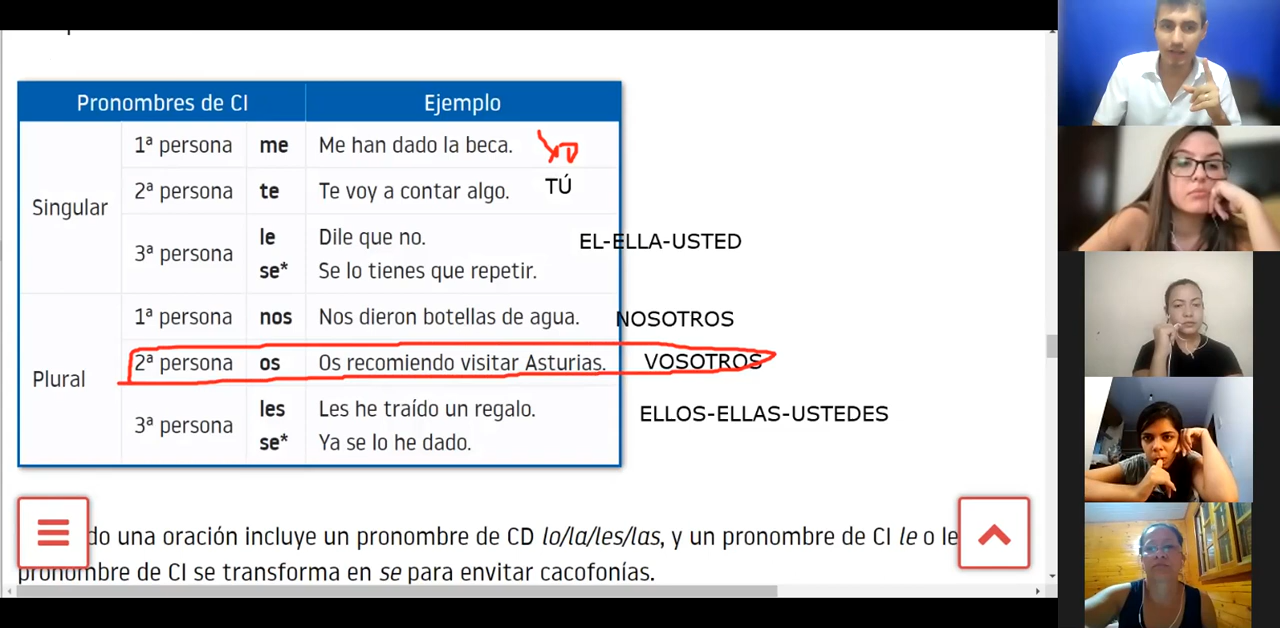 Pronombres de CI Ejemplo
Singular
1ª persona me Me han dado la beca. YO
2ª persona te Te voy a contar algo. TÚ
3ª persona le Dile que no. EL-ELLA-USTED
se* Se lo tienes que repetir.
Plural
1ª persona nos Nos dieron botellas de agua. NOSOTROS
2ª persona os Os recomiendo visitar Asturias. VOSOTROS
3ª persona les Les he traído un regalo. ELLOS-ELLAS-USTEDES
se* Ya se lo he dado.
do una oración incluye un pronombre de CD lo/la/les/las, y un pronombre de CI le o le
pronombre de CI se transforma en se para envitar cacofonías.